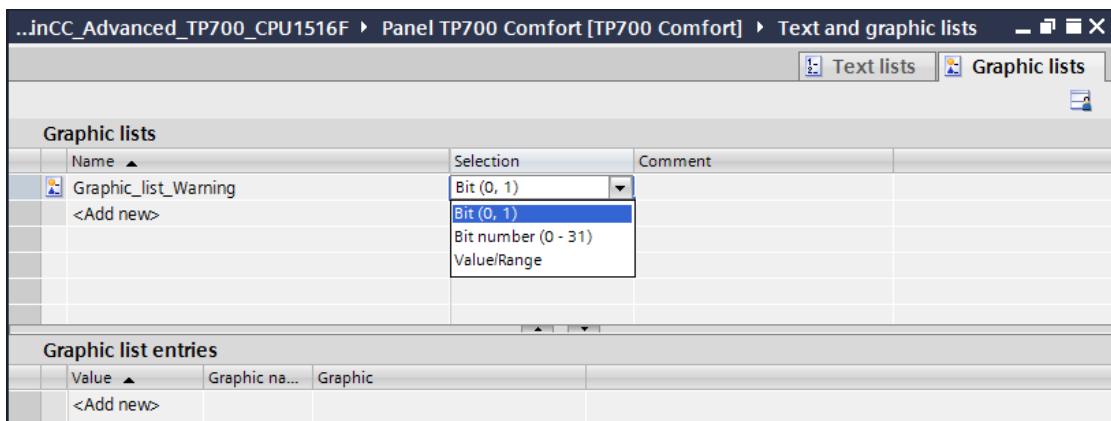 ..inCC_Advanced_TP700_CPU1516F ▸ Panel TP700 Comfort [TP700 Comfort] ▸ Text and graphic lists
Text lists Graphic lists
Graphic lists
Name Selection Comment
Graphic_list_Warning Bit (0, 1)
<Add new> Bit (0, 1)
Bit number (0 - 31)
Value/Range
Graphic list entries
Value Graphic na... Graphic
<Add new>